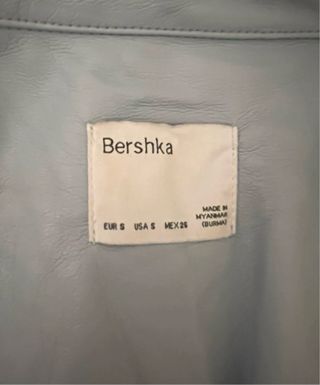 Bershka
MADE IN
MYANMAR
(BURMA)
EUR S USA S MEX 26